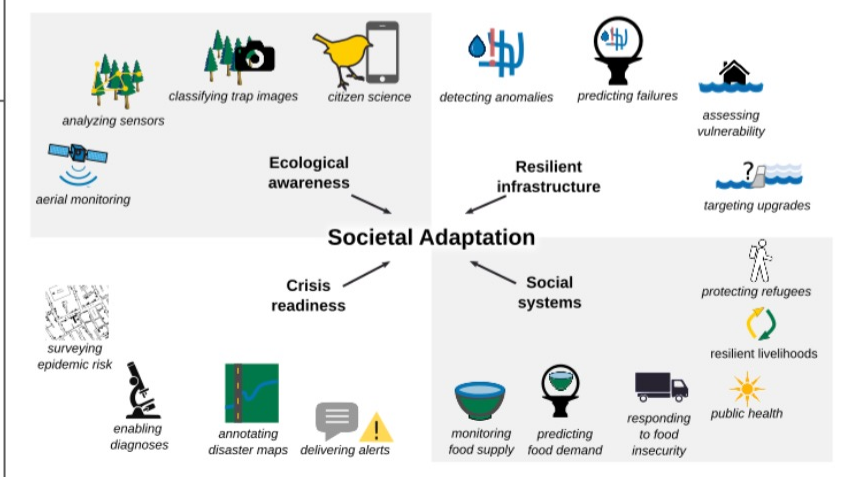 analyzing sensors
classifying trap images
citizen science
aerial monitoring
Ecological
awareness
detecting anomalies
predicting failures
assessing
vulnerability
?
targeting upgrades
Resilient
infrastructure
Societal Adaptation
Crisis
readiness
surveying
epidemic risk
enabling
diagnoses
annotating
disaster maps
!
delivering alerts
Social
systems
protecting refugees
resilient livelihoods
public health
monitoring
food supply
predicting
food demand
responding
to food
insecurity